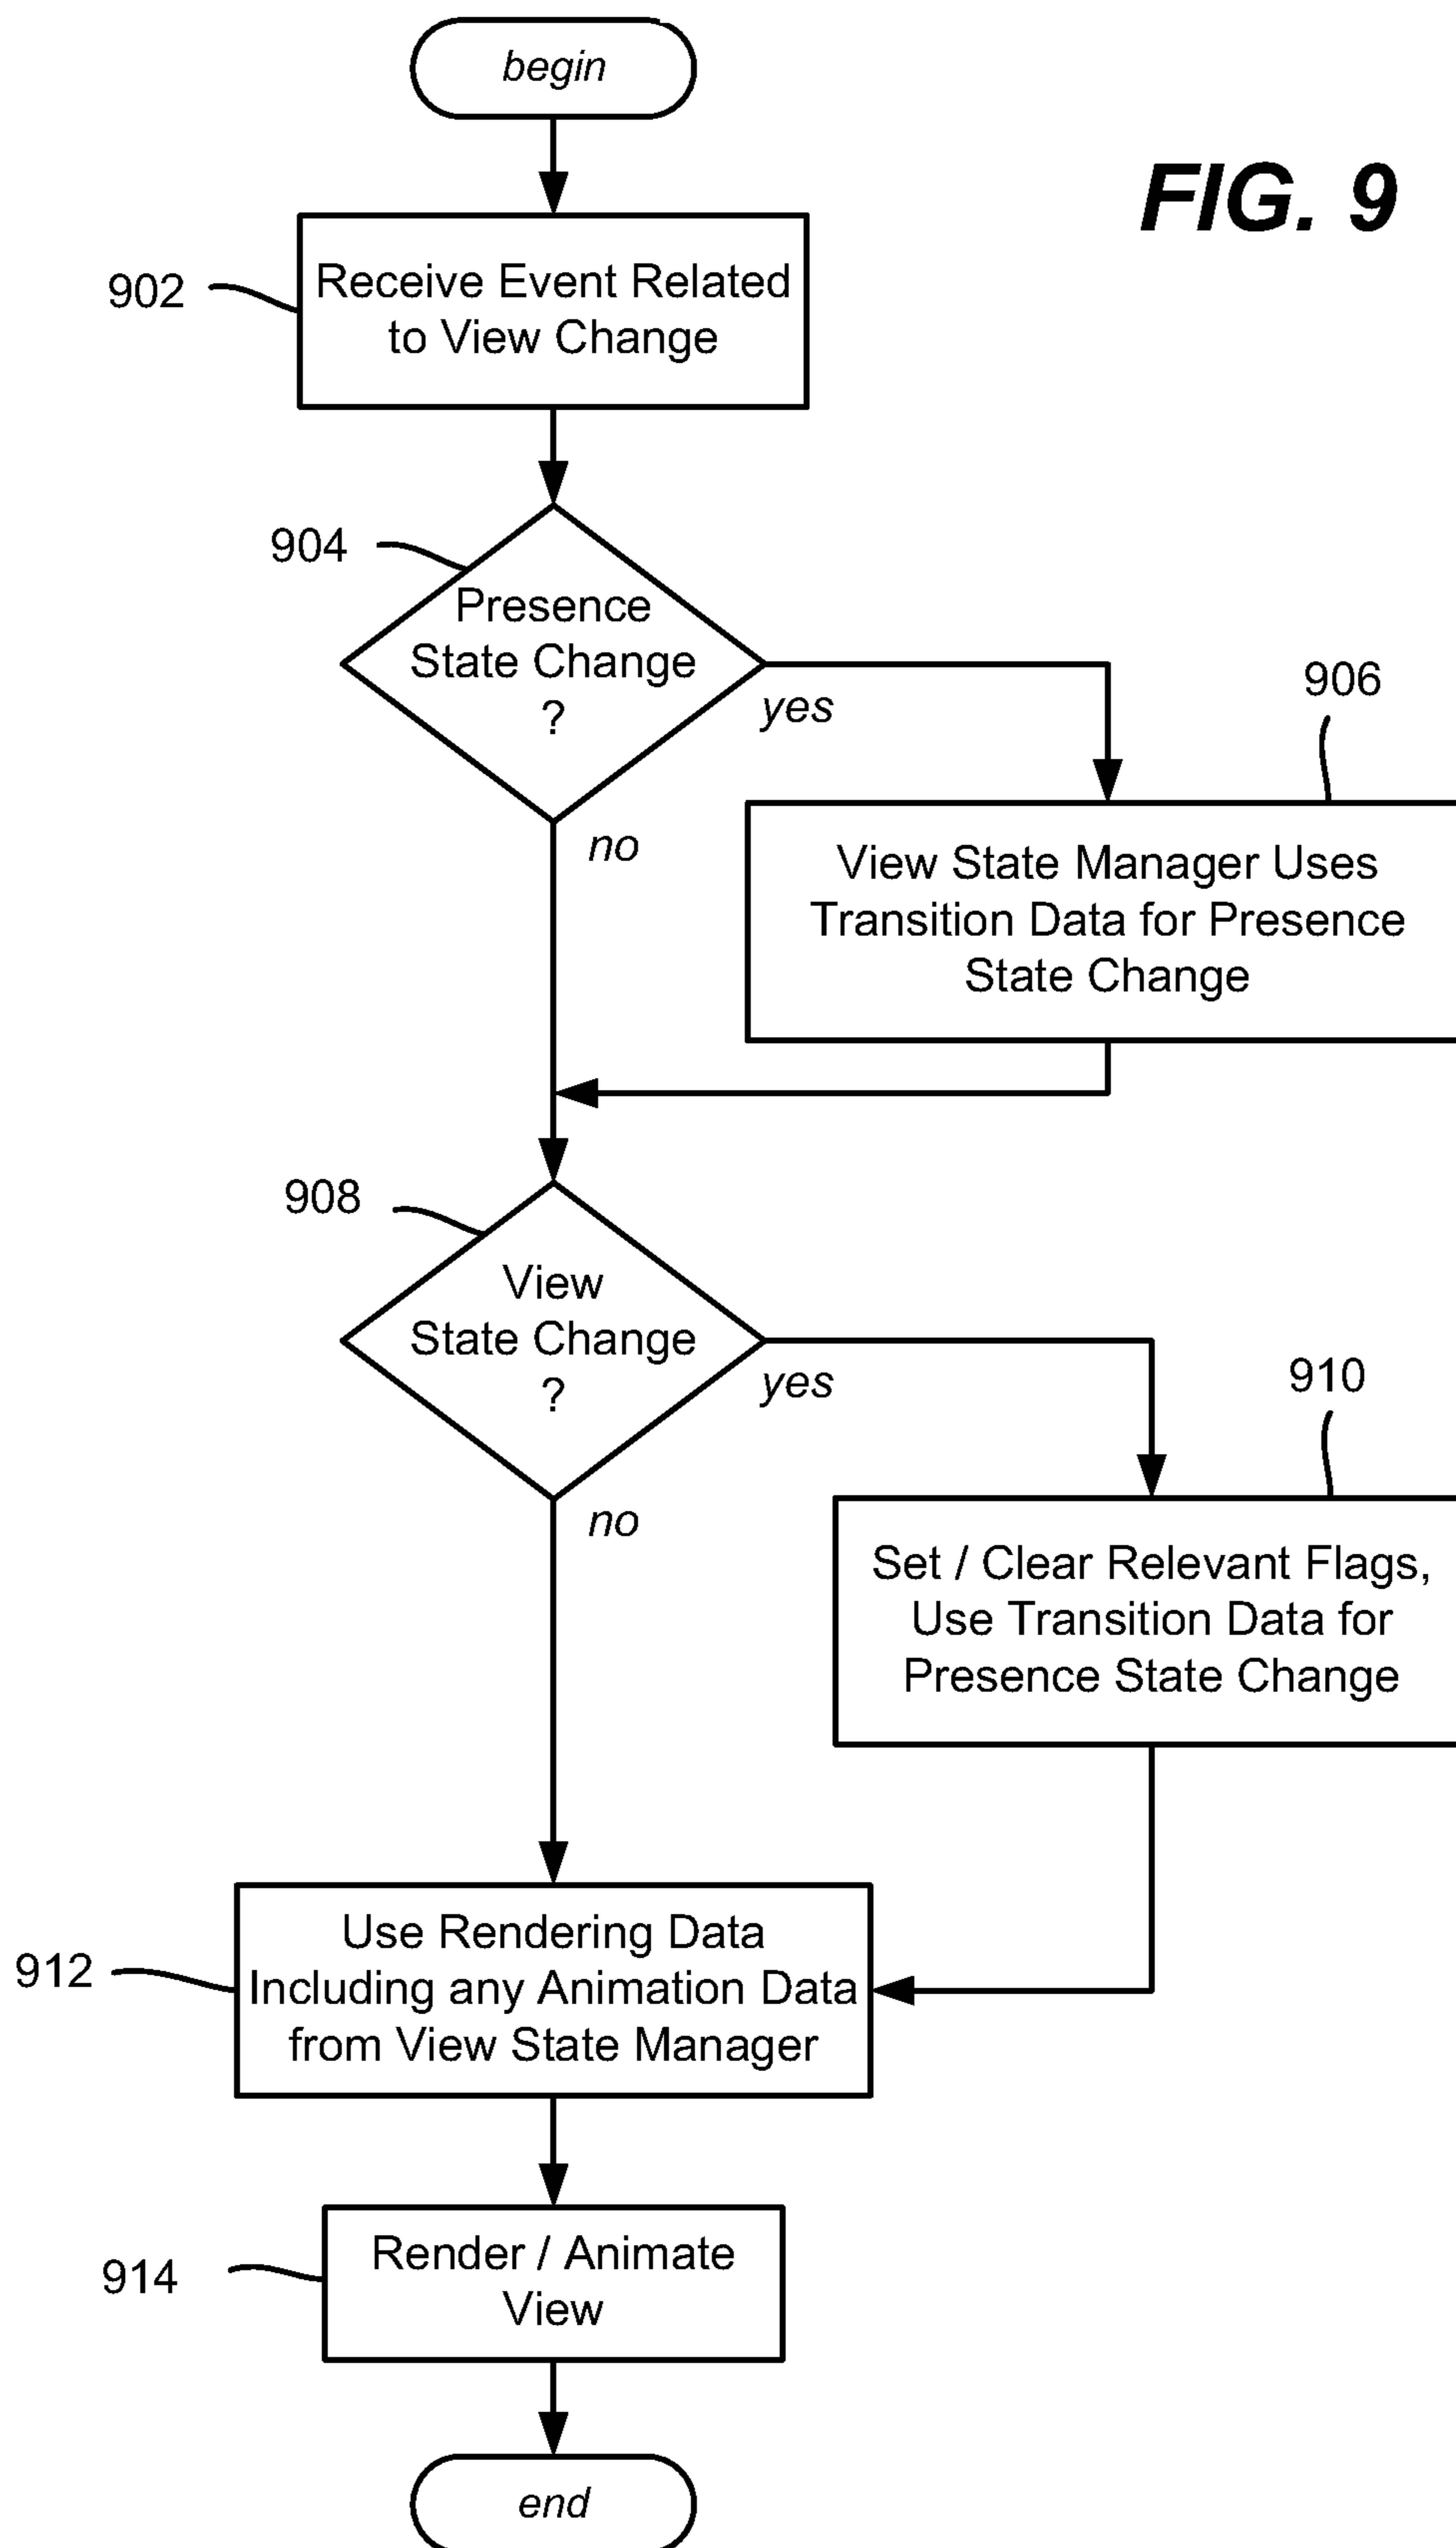 begin
FIG. 9
902
Receive Event Related
to View Change
904
Presence
State Change
?
yes
no
906
View State Manager Uses
Transition Data for Presence
State Change
908
View
State Change
?
yes
no
910
Set / Clear Relevant Flags,
Use Transition Data for
Presence State Change
912
Use Rendering Data
Including any Animation Data
from View State Manager
914
Render / Animate
View
end